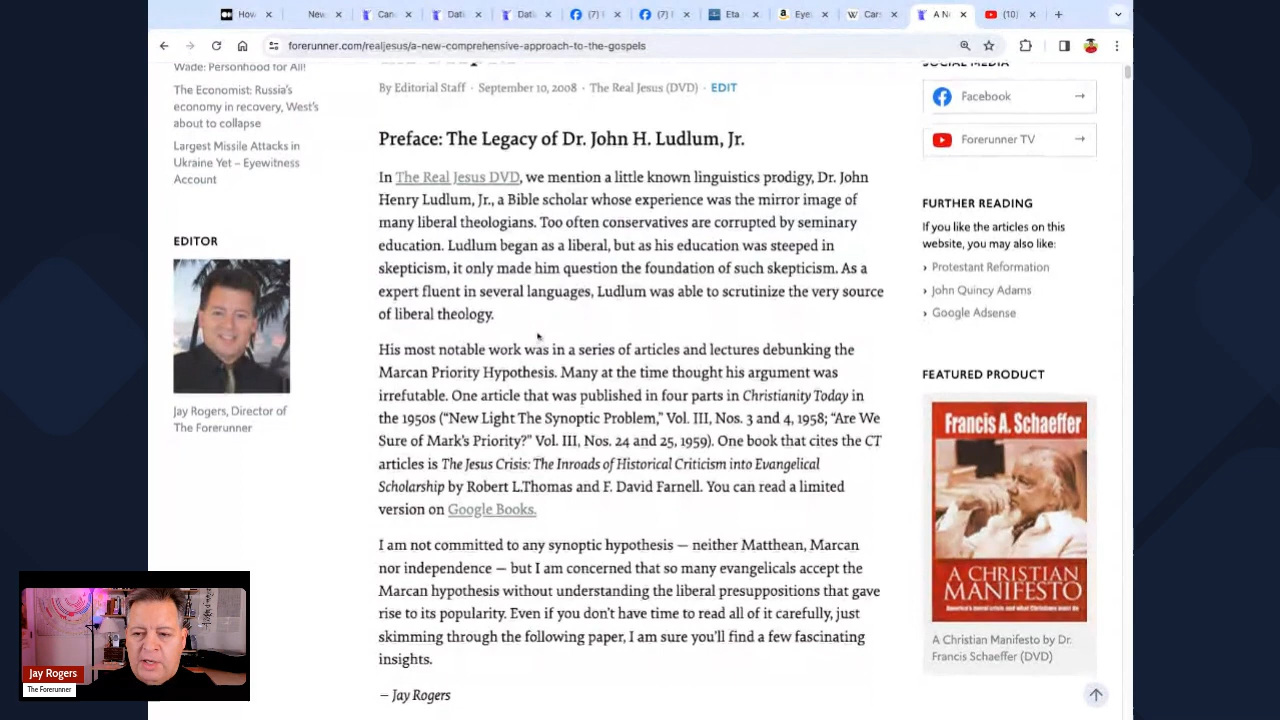 How
New
Can
Dati
Dati
(7) F
(7) F
Eta
Eye
Cars
A Ne
(10)
forerunner.com/realjesus/a-new-comprehensive-approach-to-the-gospels
Wade: Personhood for All!
The Economist: Russia's
economy in recovery, West's
about to collapse
Largest Missile Attacks in
Ukraine Yet – Eyewitness
Account
EDITOR
Jay Rogers, Director of
The Forerunner
By Editorial Staff · September 10, 2008 · The Real Jesus (DVD) · EDIT
Preface: The Legacy of Dr. John H. Ludlum, Jr.
In The Real Jesus DVD, we mention a little known linguistics prodigy, Dr. John
Henry Ludlum, Jr., a Bible scholar whose experience was the mirror image of
many liberal theologians. Too often conservatives are corrupted by seminary
education. Ludlum began as a liberal, but as his education was steeped in
skepticism, it only made him question the foundation of such skepticism. As a
expert fluent in several languages, Ludlum was able to scrutinize the very source
of liberal theology.
His most notable work was in a series of articles and lectures debunking the
Marcan Priority Hypothesis. Many at the time thought his argument was
irrefutable. One article that was published in four parts in Christianity Today in
the 1950s ("New Light The Synoptic Problem," Vol. III, Nos. 3 and 4, 1958; "Are We
Sure of Mark's Priority?" Vol. III, Nos. 24 and 25, 1959). One book that cites the CT
articles is The Jesus Crisis: The Inroads of Historical Criticism into Evangelical
Scholarship by Robert L.Thomas and F. David Farnell. You can read a limited
version on Google Books.
I am not committed to any synoptic hypothesis — neither Matthean, Marcan
nor independence — but I am concerned that so many evangelicals accept the
Marcan hypothesis without understanding the liberal presuppositions that gave
rise to its popularity. Even if you don't have time to read all of it carefully, just
skimming through the following paper, I am sure you'll find a few fascinating
insights.
– Jay Rogers
SOCIAL MEDIA
Facebook →
Forerunner TV →
FURTHER READING
If you like the articles on this
website, you may also like:
› Protestant Reformation
› John Quincy Adams
› Google Adsense
FEATURED PRODUCT
Francis A. Schaeffer
A CHRISTIAN
MANIFESTO
A Christian Manifesto by Dr.
Francis Schaeffer (DVD)
Jay Rogers
The Forerunner